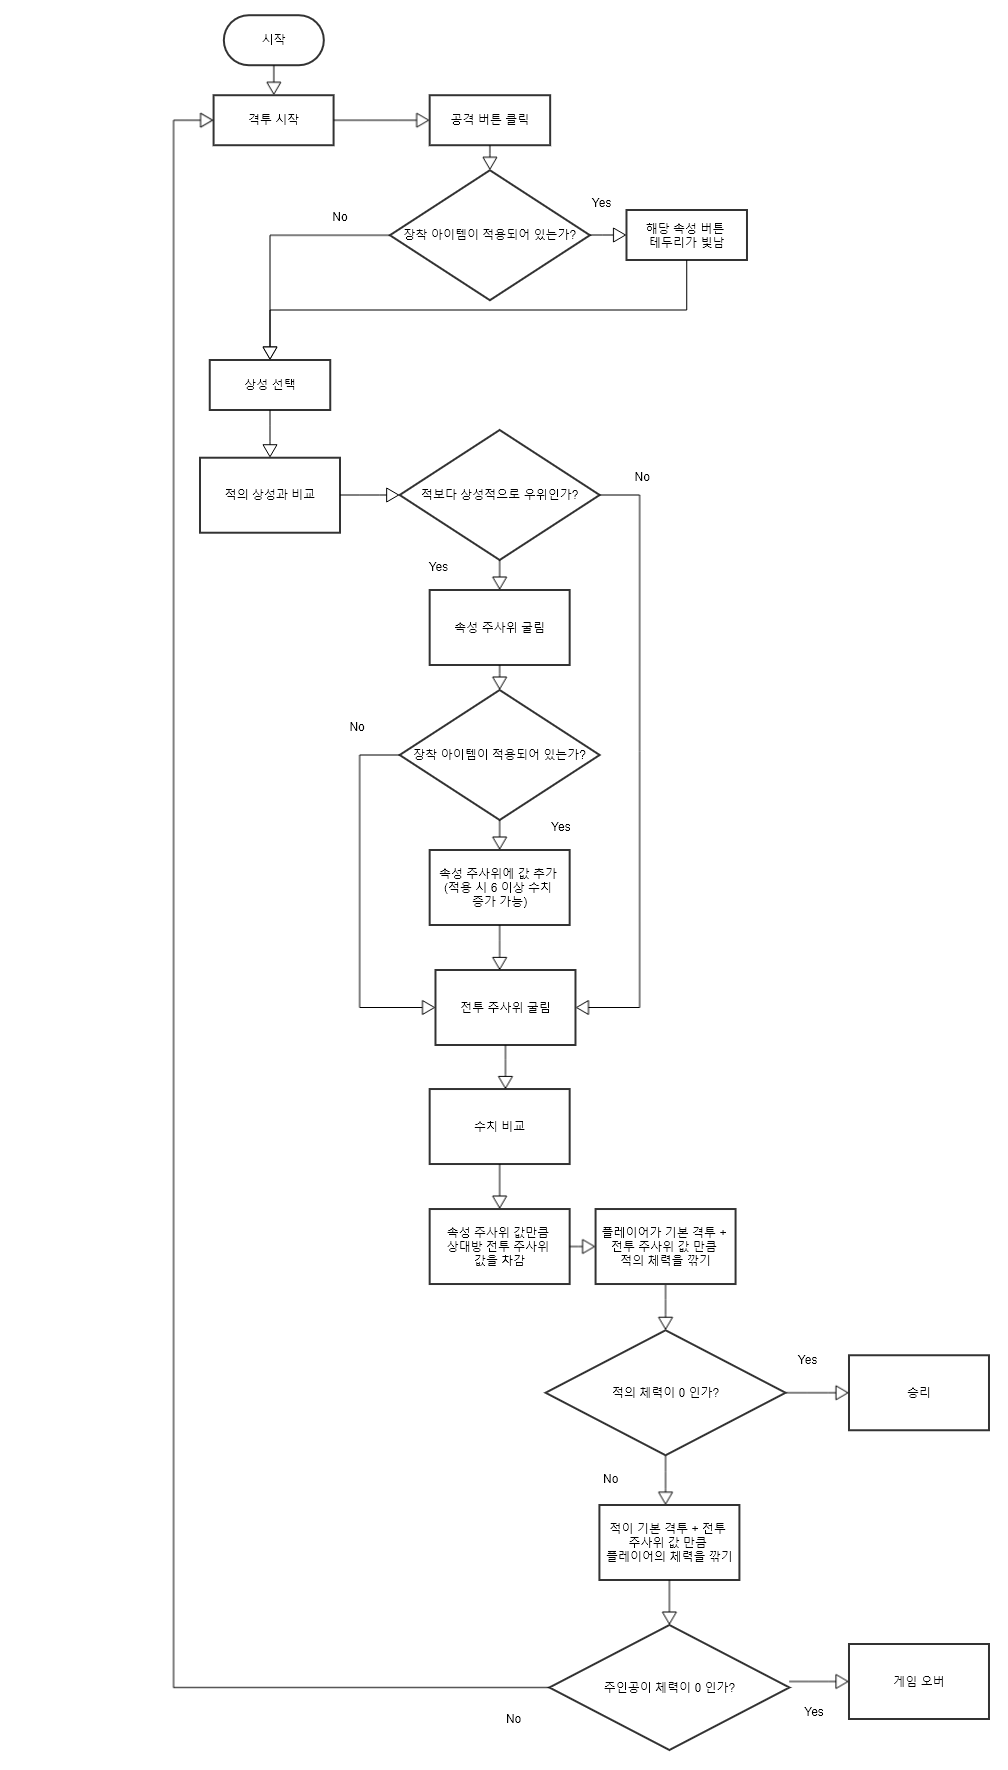 시작
격투 시작
공격 버튼 클릭
장착 아이템이 적용되어 있는가?
No
Yes
해당 속성 버튼
테두리가 빛남
상성 선택
적의 상성과 비교
적보다 상성적으로 우위인가?
No
Yes
속성 주사위 굴림
장착 아이템이 적용되어 있는가?
No
Yes
속성 주사위에 값 추가
(적용 시 6 이상 수치
증가 가능)
전투 주사위 굴림
수치 비교
속성 주사위 값만큼
상대방 전투 주사위
값을 차감
플레이어가 기본 격투 +
전투 주사위 값 만큼
적의 체력을 깎기
적의 체력이 0 인가?
Yes
승리
No
적이 기본 격투 + 전투
주사위 값 만큼
플레이어의 체력을 깎기
주인공이 체력이 0 인가?
게임 오버
Yes
No